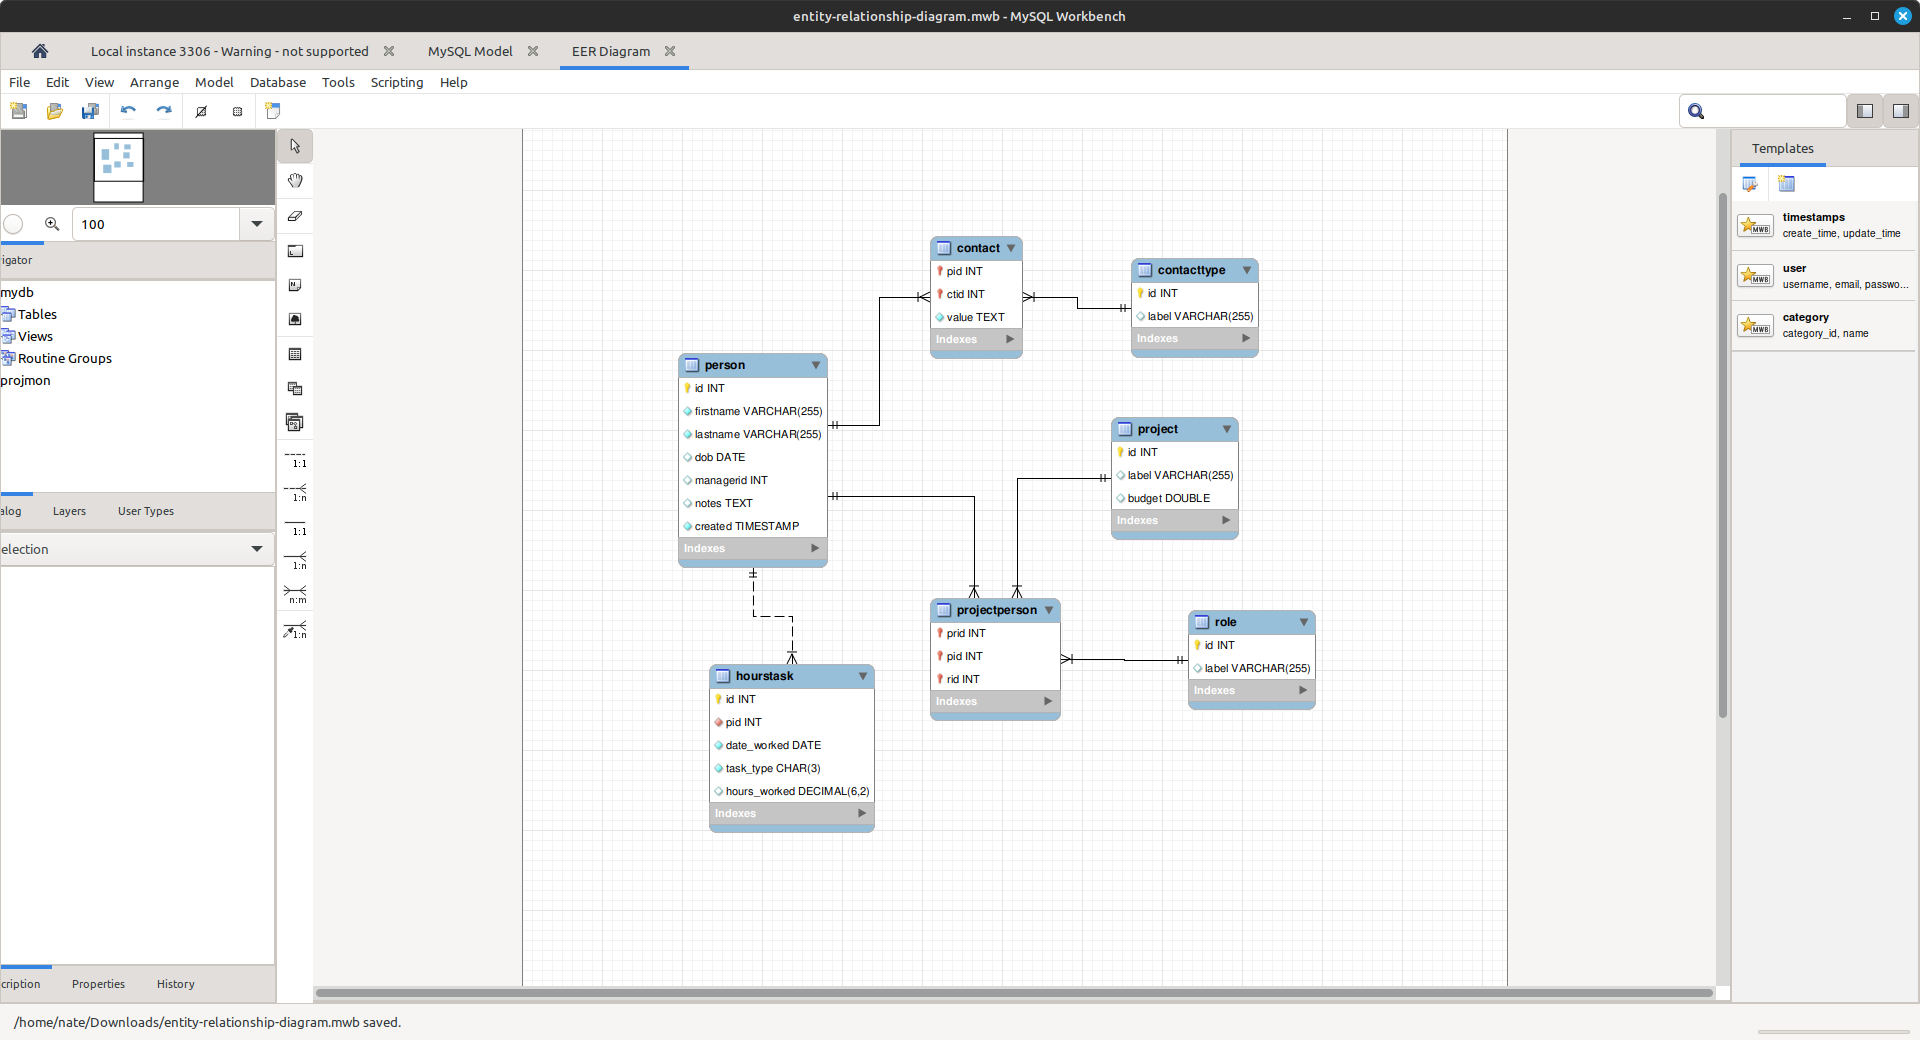 entity-relationship-diagram.mwb - MySQL Workbench
Local instance 3306 - Warning - not supported
MySQL Model
EER Diagram
File Edit View Arrange Model Database Tools Scripting Help
100
igator
mydb
Tables
Views
Routine Groups
projmon
alog Layers User Types
election
cription Properties History
1:1
1:n
1:1
1:n
n:m
1:n
contact
pid INT
ctid INT
value TEXT
Indexes
contacttype
id INT
label VARCHAR(255)
Indexes
person
id INT
firstname VARCHAR(255)
lastname VARCHAR(255)
dob DATE
managerid INT
notes TEXT
created TIMESTAMP
Indexes
project
id INT
label VARCHAR(255)
budget DOUBLE
Indexes
projectperson
prid INT
pid INT
rid INT
Indexes
role
id INT
label VARCHAR(255)
Indexes
hourstask
id INT
pid INT
date_worked DATE
task_type CHAR(3)
hours_worked DECIMAL(6,2)
Indexes
Templates
MWB
timestamps
create_time, update_time
MWB
user
username, email, passwo...
MWB
category
category_id, name
/home/nate/Downloads/entity-relationship-diagram.mwb saved.